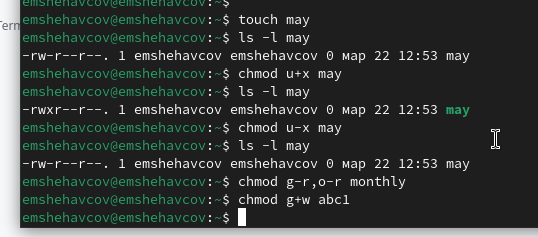 emshehavcov@emshehavcov:~$
Term
emshehavcov@emshehavcov:~$ touch may
emshehavcov@emshehavcov:~$ ls -l may
-rw-r--r--. 1 emshehavcov emshehavcov 0 мар 22 12:53 may
emshehavcov@emshehavcov:~$ chmod u+x may
emshehavcov@emshehavcov:~$ ls -l may
-rwxr--r--. 1 emshehavcov emshehavcov 0 мар 22 12:53 may
emshehavcov@emshehavcov:~$ chmod u-x may
emshehavcov@emshehavcov:~$ ls -l may
-rw-r--r--. 1 emshehavcov emshehavcov 0 мар 22 12:53 may
emshehavcov@emshehavcov:~$ chmod g-r,o-r monthly
emshehavcov@emshehavcov:~$ chmod g+w abc1
emshehavcov@emshehavcov:~$